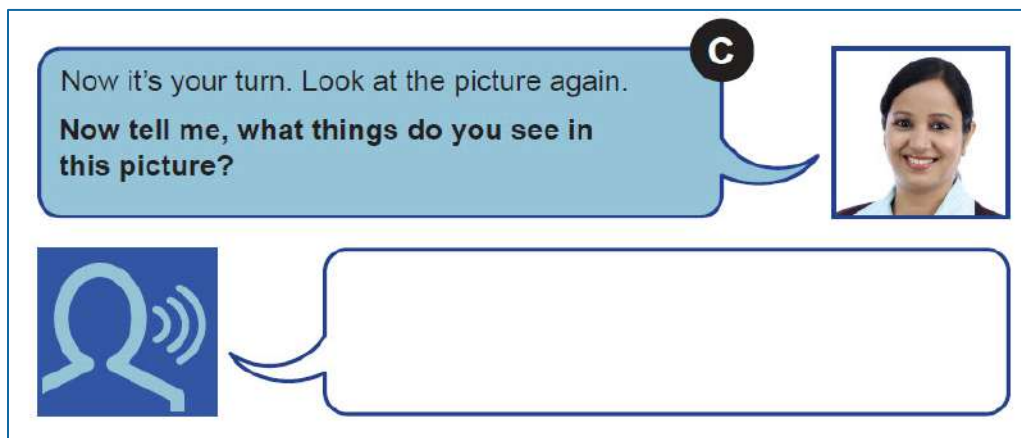 C
Now it's your turn. Look at the picture again.
Now tell me, what things do you see in
this picture?